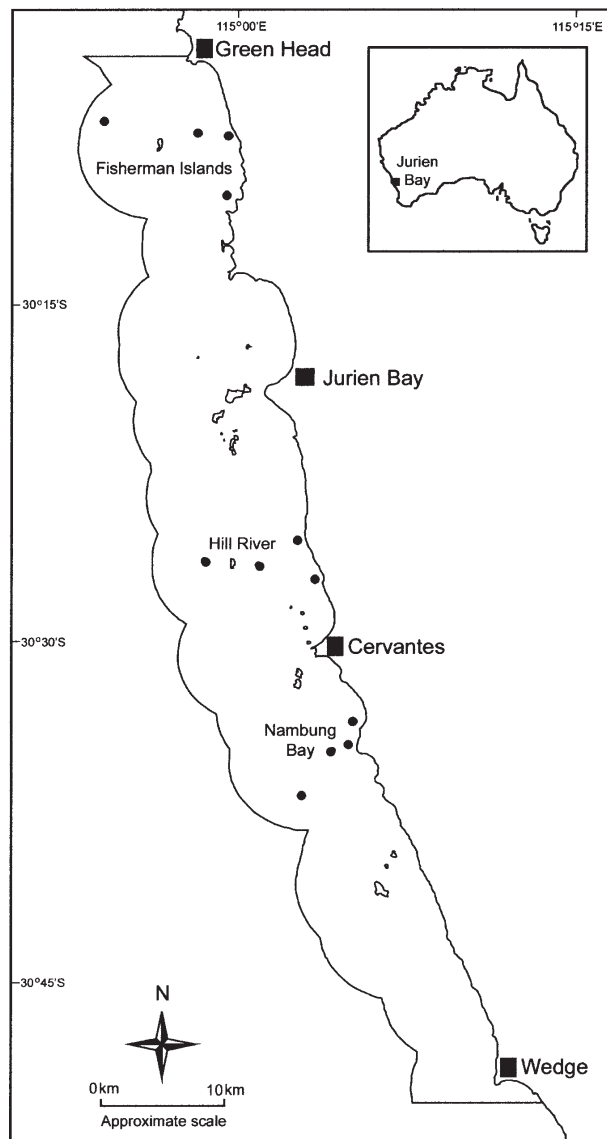 115°00'E
115°15'E
Green Head
Fisherman Islands
Jurien
Bay
30°15'S
Jurien Bay
Hill River
30°30'S
Cervantes
Nambung
Bay
30°45'S
N
Wedge
0km 10km
Approximate scale